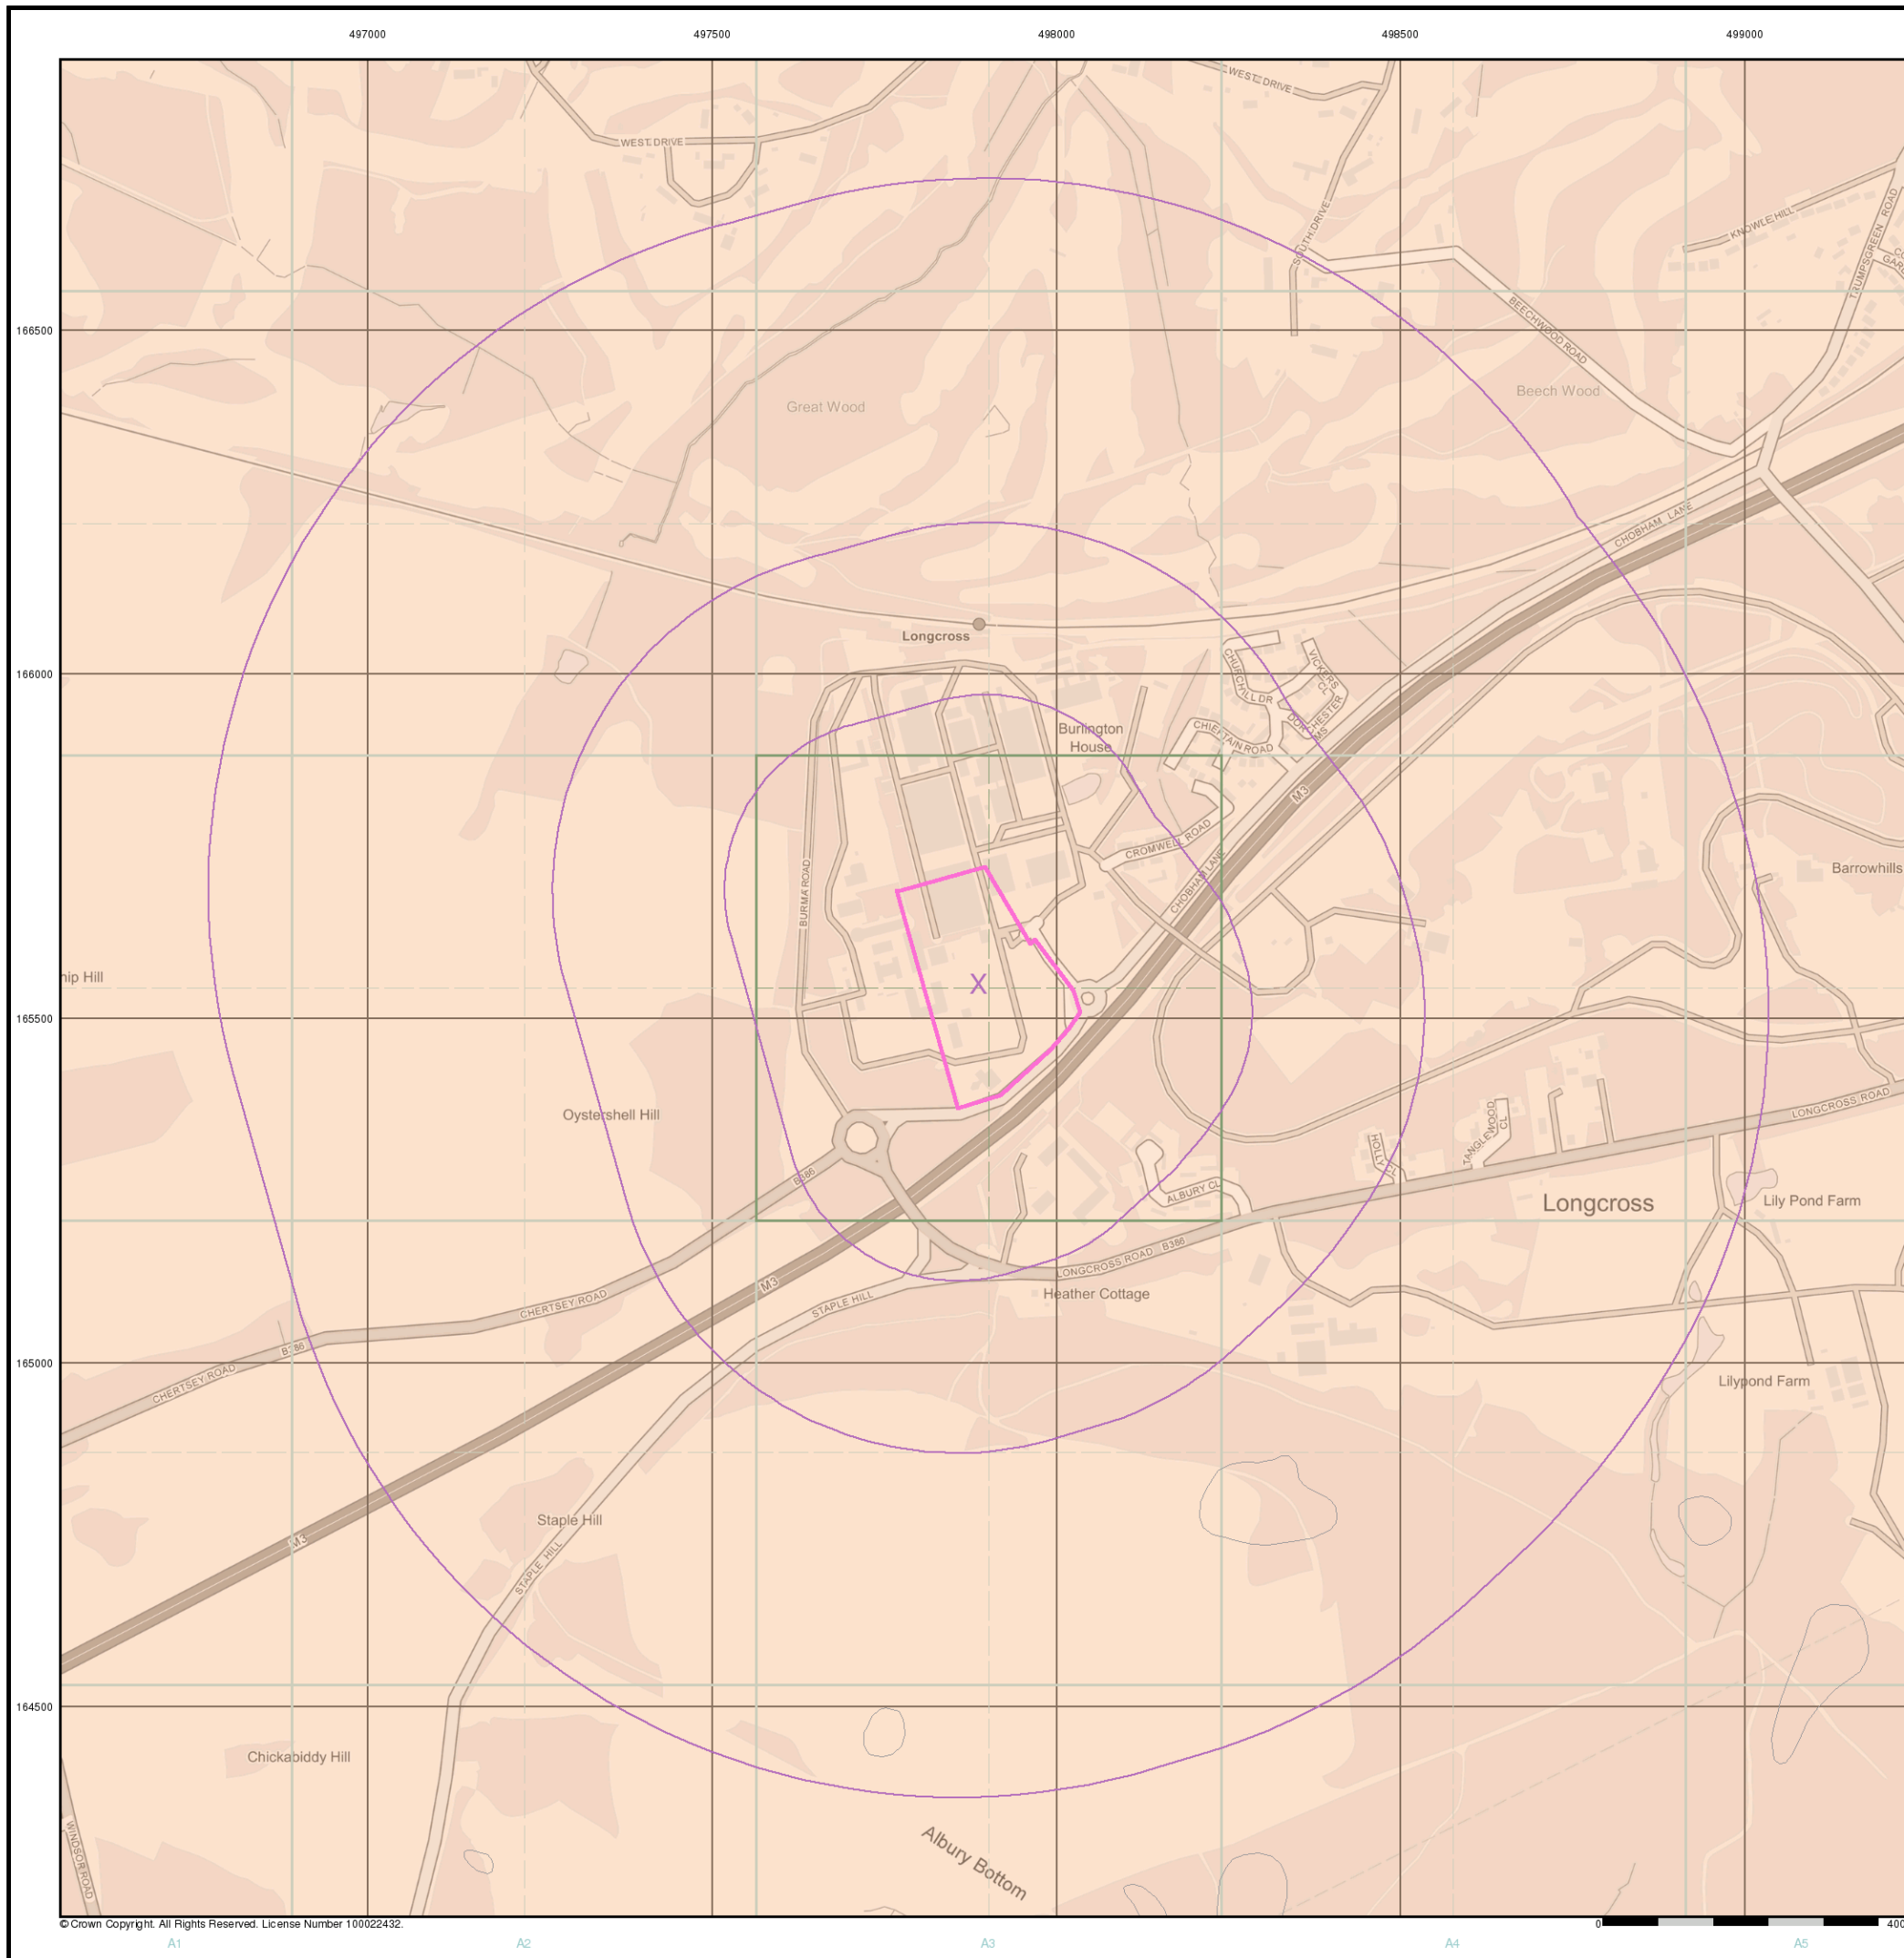 497000
497500
498000
498500
499000
WEST DRIVE
WEST DRIVE
SOUTH DRIVE
KNOWLE HILL
TRUMPSGREEN ROAD
166500
BEECHWOOD ROAD
Great Wood
Beech Wood
CHOBHAM LANE
Longcross
166000
CHURCHILL DR
VICKERS
CL
DORCHESTER
MS
CHIEFTAIN ROAD
Burlington
House
M3
CROMWELL ROAD
CHOBHAM LANE
BURMA ROAD
Barrowhills
hip Hill
X
165500
Oystershell Hill
B386
LONGCROSS ROAD
TANGLEWOOD
CL
HOLLY CL
ALBURY CL
Longcross
Lily Pond Farm
LONGCROSS ROAD B386
M3
STAPLE HILL
Heather Cottage
CHERTSEY ROAD
B386
165000
CHERTSEY ROAD
Lilypond Farm
Staple Hill
M3
STAPLE HILL
164500
Chickabiddy Hill
WINDSOR ROAD
Albury Bottom
© Crown Copyright. All Rights Reserved. License Number 100022432.
0
400
A1
A2
A3
A4
A5